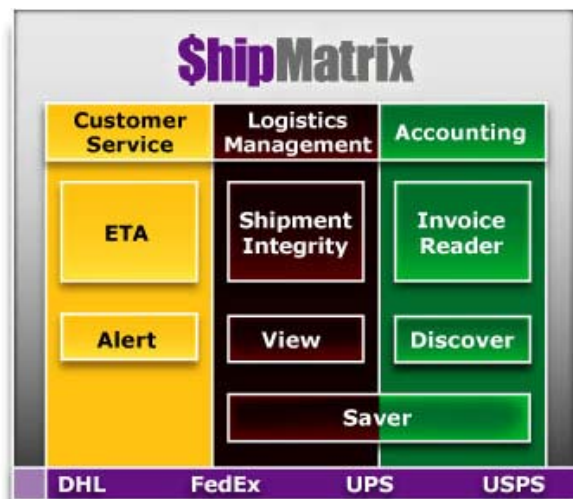 $hipMatrix
Customer
Service
Logistics
Management
Accounting
ETA
Shipment
Integrity
Invoice
Reader
Alert
View
Discover
Saver
DHL FedEx UPS USPS